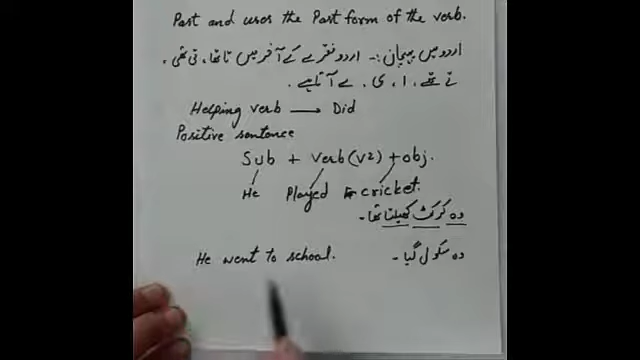 Past and uses the Past form of the verb.
اردو میں پہچان :۔ اردو فقرے کے آخر میں تا تھا ، تی تھی ،
تے تھے ، ا ، ی ، ے آتا ہے ۔
Helping verb → Did
Positive sentence
Sub + verb (v2) + obj.
He Played cricket.
وہ کرکٹ کھیلتا تھا ۔
He went to school. وہ سکول گیا ۔